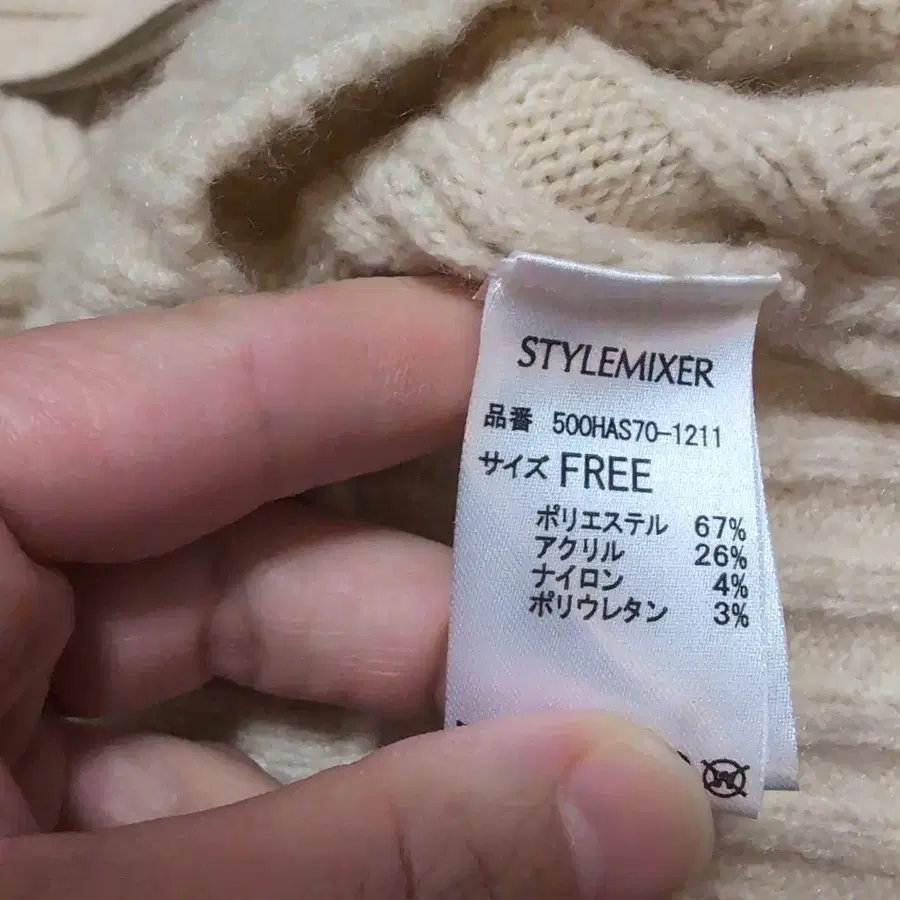 STYLEMIXER
品番 500HAS70-1211
サイズ FREE
ポリエステル 67%
アクリル 26%
ナイロン 4%
ポリウレタン 3%
W